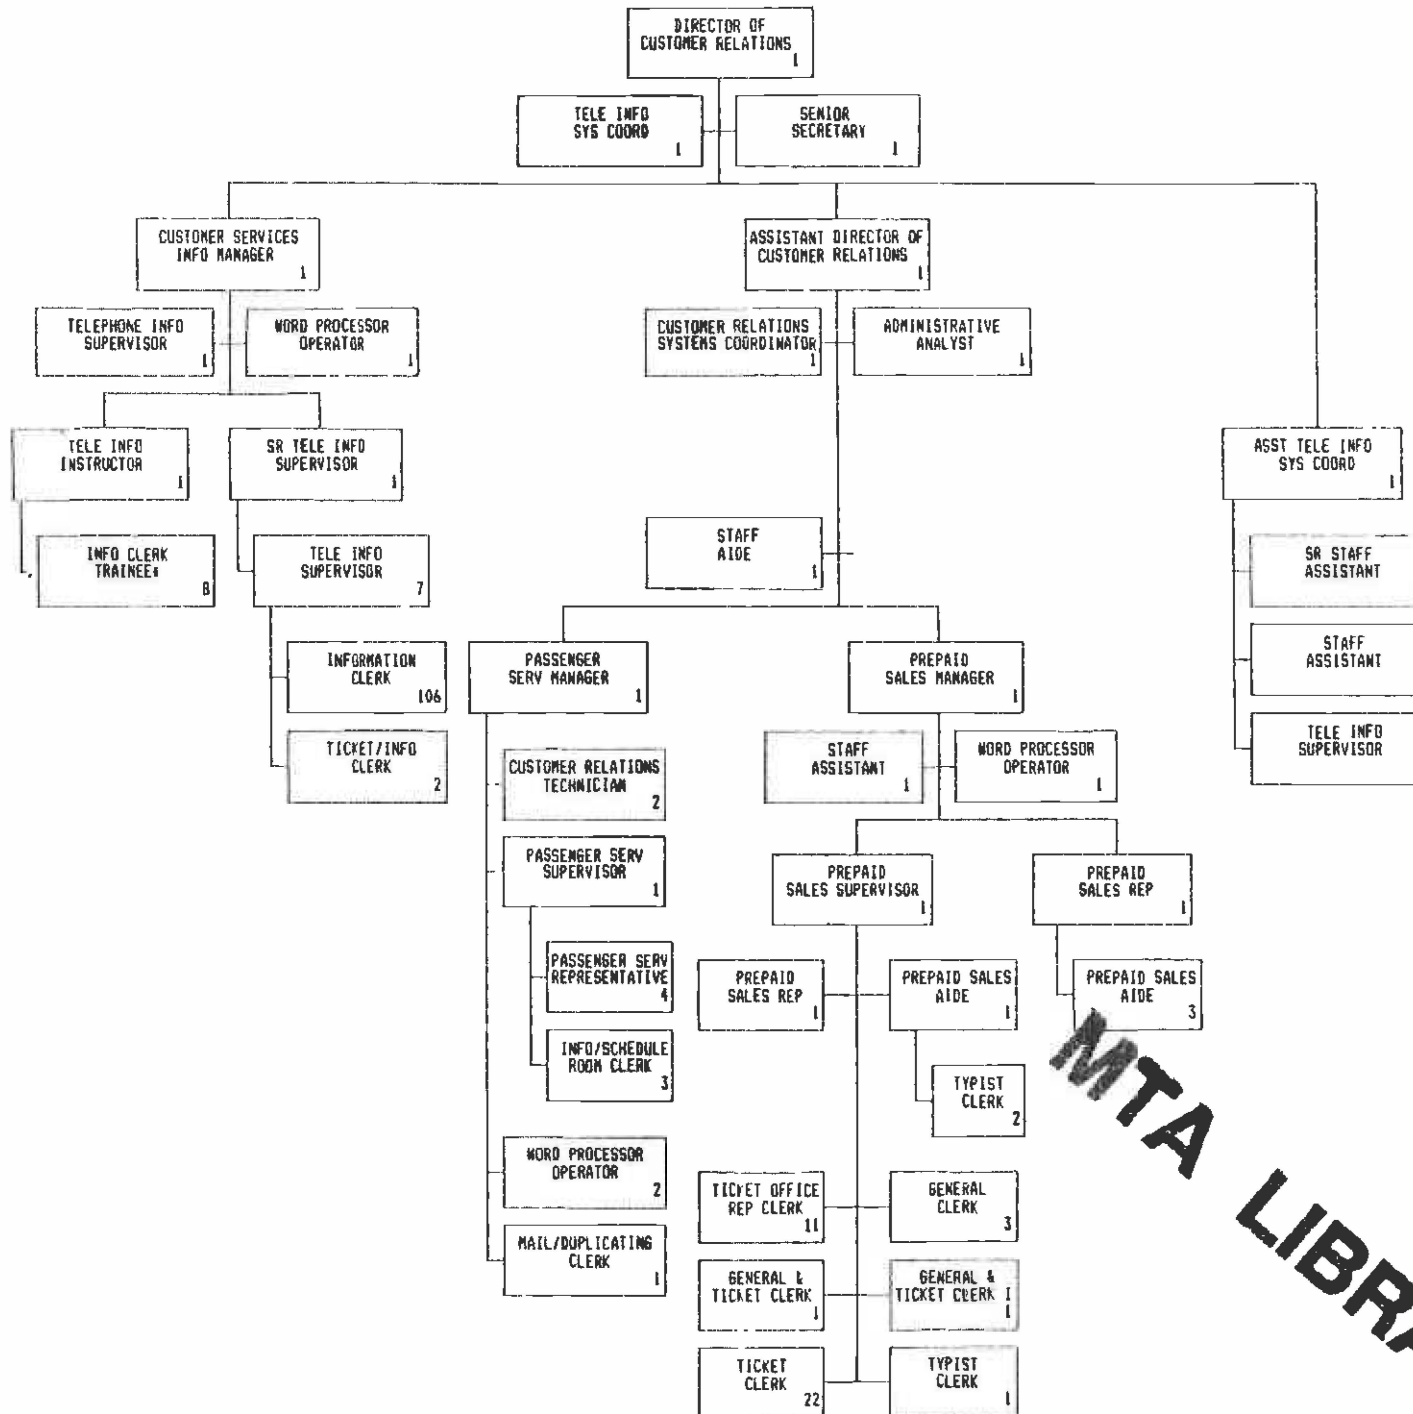 DIRECTOR OF
CUSTOMER RELATIONS
1
TELE INFO
SYS COORD
1
SENIOR
SECRETARY
1
CUSTOMER SERVICES
INFO MANAGER
1
ASSISTANT DIRECTOR OF
CUSTOMER RELATIONS
1
TELEPHONE INFO
SUPERVISOR
1
WORD PROCESSOR
OPERATOR
1
CUSTOMER RELATIONS
SYSTEMS COORDINATOR
1
ADMINISTRATIVE
ANALYST
1
TELE INFO
INSTRUCTOR
1
SR TELE INFO
SUPERVISOR
1
ASST TELE INFO
SYS COORD
1
INFO CLERK
TRAINEE*
8
TELE INFO
SUPERVISOR
7
STAFF
AIDE
1
SR STAFF
ASSISTANT
STAFF
ASSISTANT
TELE INFO
SUPERVISOR
INFORMATION
CLERK
106
TICKET/INFO
CLERK
2
PASSENGER
SERV MANAGER
1
PREPAID
SALES MANAGER
1
CUSTOMER RELATIONS
TECHNICIAN
2
STAFF
ASSISTANT
1
WORD PROCESSOR
OPERATOR
1
PASSENGER SERV
SUPERVISOR
1
PREPAID
SALES SUPERVISOR
1
PREPAID
SALES REP
1
PASSENGER SERV
REPRESENTATIVE
4
PREPAID
SALES REP
1
PREPAID SALES
AIDE
1
PREPAID SALES
AIDE
3
INFO/SCHEDULE
ROOM CLERK
3
TYPIST
CLERK
2
WORD PROCESSOR
OPERATOR
2
TICKET OFFICE
REP CLERK
11
GENERAL
CLERK
3
MAIL/DUPLICATING
CLERK
1
GENERAL &
TICKET CLERK
1
GENERAL &
TICKET CLERK I
1
TICKET
CLERK
22
TYPIST
CLERK
1
MTA LIBRA